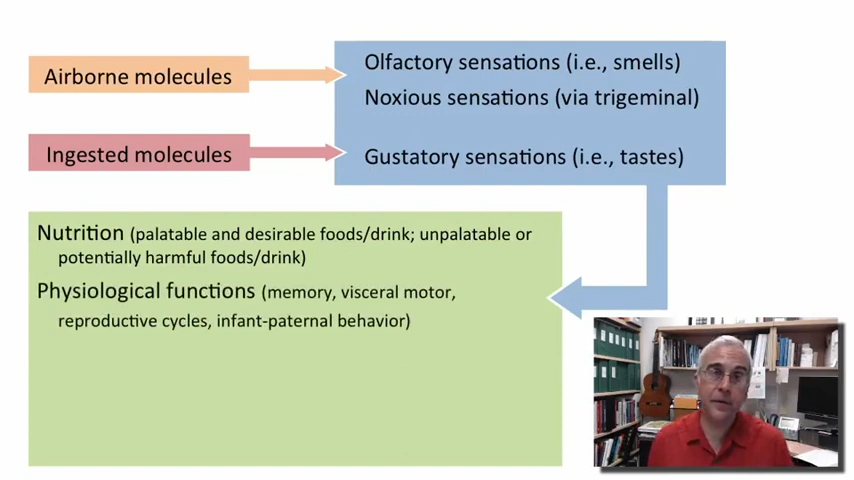 Airborne molecules
Olfactory sensations (i.e., smells)
Noxious sensations (via trigeminal)
Ingested molecules
Gustatory sensations (i.e., tastes)
Nutrition (palatable and desirable foods/drink; unpalatable or
potentially harmful foods/drink)
Physiological functions (memory, visceral motor,
reproductive cycles, infant-paternal behavior)